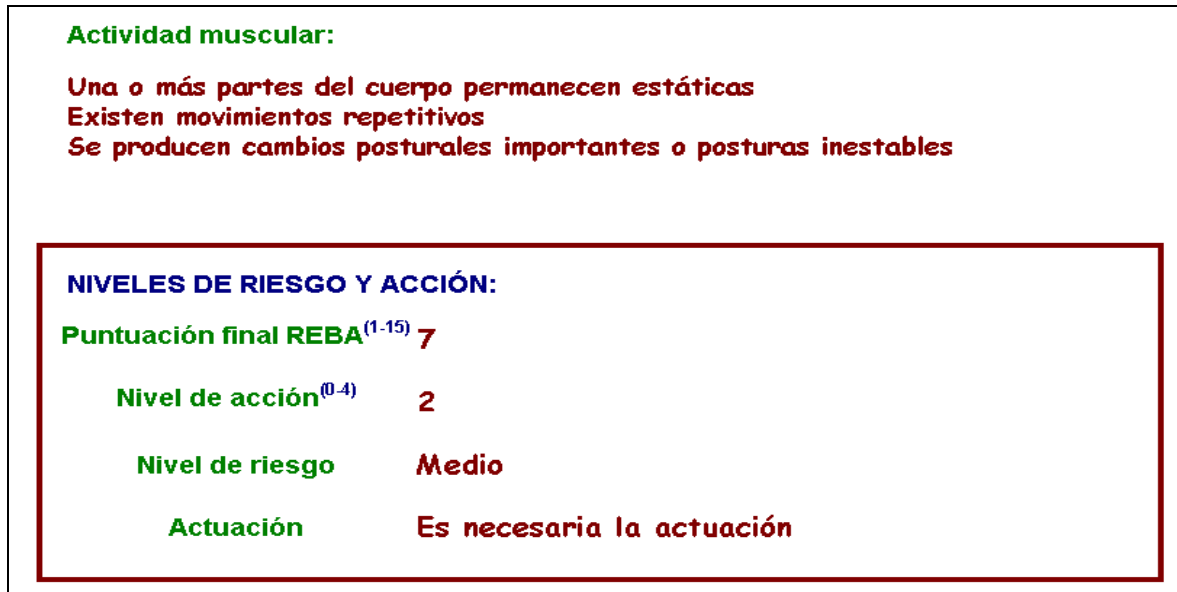 Actividad muscular:
Una o más partes del cuerpo permanecen estáticas
Existen movimientos repetitivos
Se producen cambios posturales importantes o posturas inestables
NIVELES DE RIESGO Y ACCIÓN:
Puntuación final REBA(1-15) 7
Nivel de acción(0-4) 2
Nivel de riesgo Medio
Actuación Es necesaria la actuación